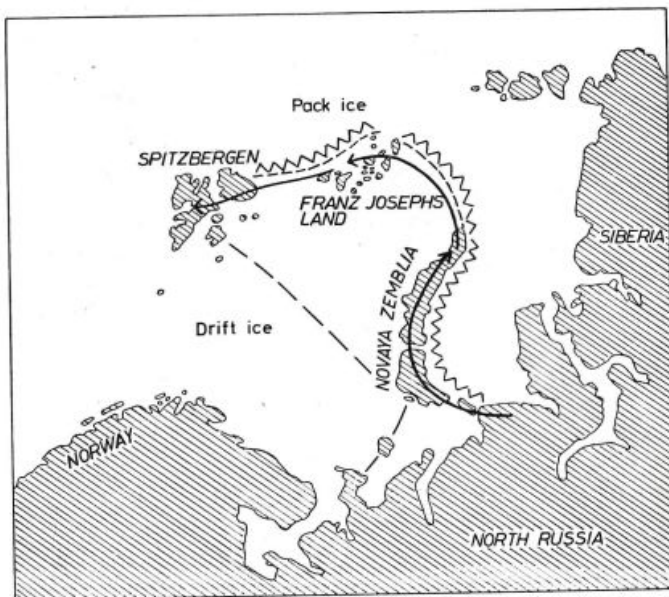 Pack ice
SPITZBERGEN
FRANZ JOSEPHS
LAND
SIBERIA
NOVAYA ZEMBLIA
Drift ice
NORWAY
NORTH RUSSIA